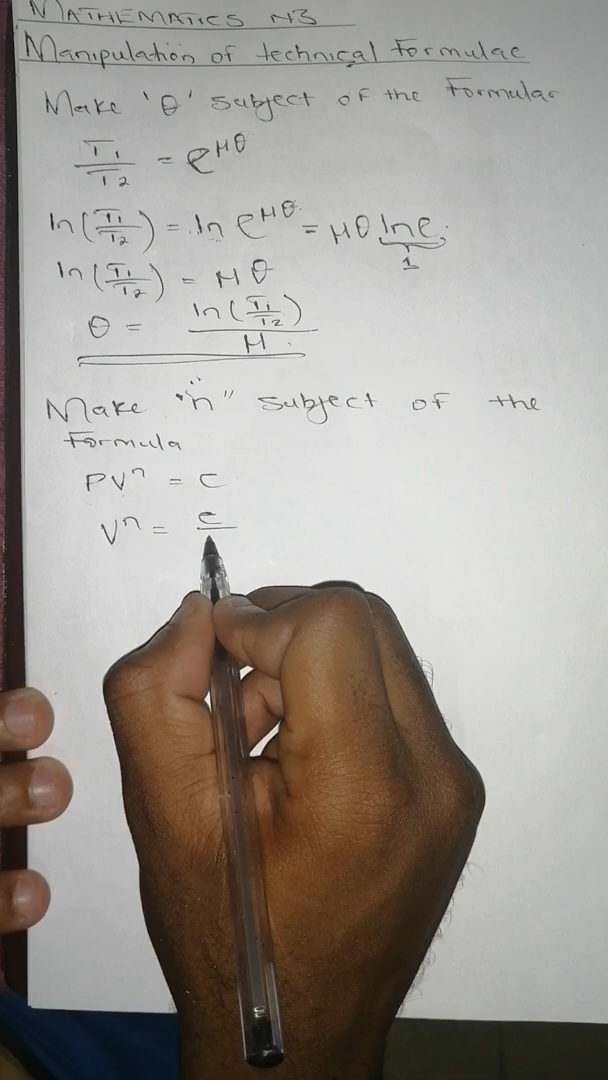 MATHEMATICS N3
Manipulation of technical Formulae
Make 'θ' subject of the Formular
T₁/T₂ = e^μθ
ln(T₁/T₂) = ln e^μθ = μθ ln e
1
ln(T₁/T₂) = μθ
θ = ln(T₁/T₂)/μ
Make "n" subject of the
Formula
PVⁿ = C
Vⁿ = C